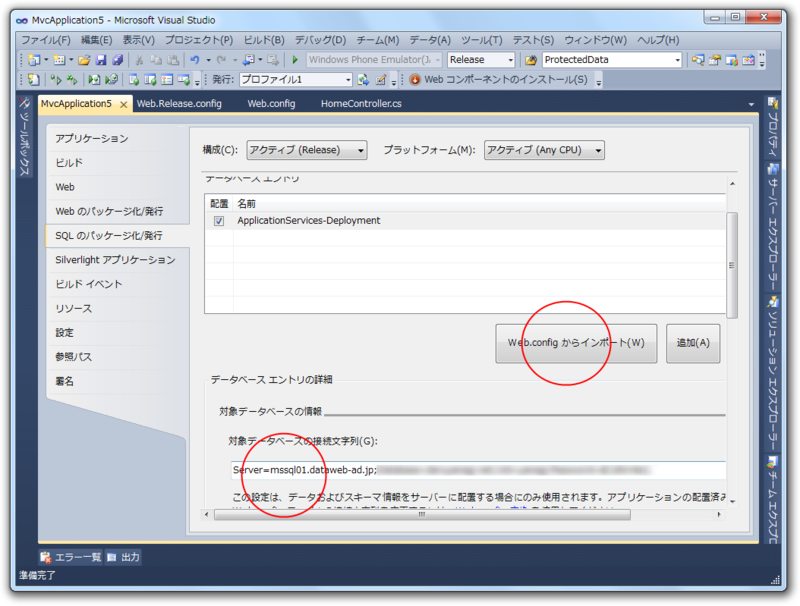 MvcApplication5 - Microsoft Visual Studio
ファイル(F) 編集(E) 表示(V) プロジェクト(P) ビルド(B) デバッグ(D) チーム(M) データ(A) ツール(T) テスト(S) ウィンドウ(W) ヘルプ(H)
Windows Phone Emulator(J Release ProtectedData
発行: プロファイル1 Web コンポーネントのインストール(S)
MvcApplication5 Web.Release.config Web.config HomeController.cs
ツールボックス
アプリケーション
ビルド
Web
Web のパッケージ化/発行
SQL のパッケージ化/発行
Silverlight アプリケーション
ビルド イベント
リソース
設定
参照パス
署名
構成(C): アクティブ (Release) プラットフォーム(M): アクティブ (Any CPU)
データベース エントリ
配置 名前
ApplicationServices-Deployment
Web.config からインポート(W) 追加(A)
データベース エントリの詳細
対象データベースの情報
対象データベースの接続文字列(G):
Server=mssql01.dataweb-ad.jp;
この設定は、データおよびスキーマ情報をサーバーに配置する場合にのみ使用されます。アプリケーションの配置済み
プロパティ
サーバー エクスプローラー
ソリューション エクスプローラー
チーム エクスプロ
エラー一覧 出力
準備完了